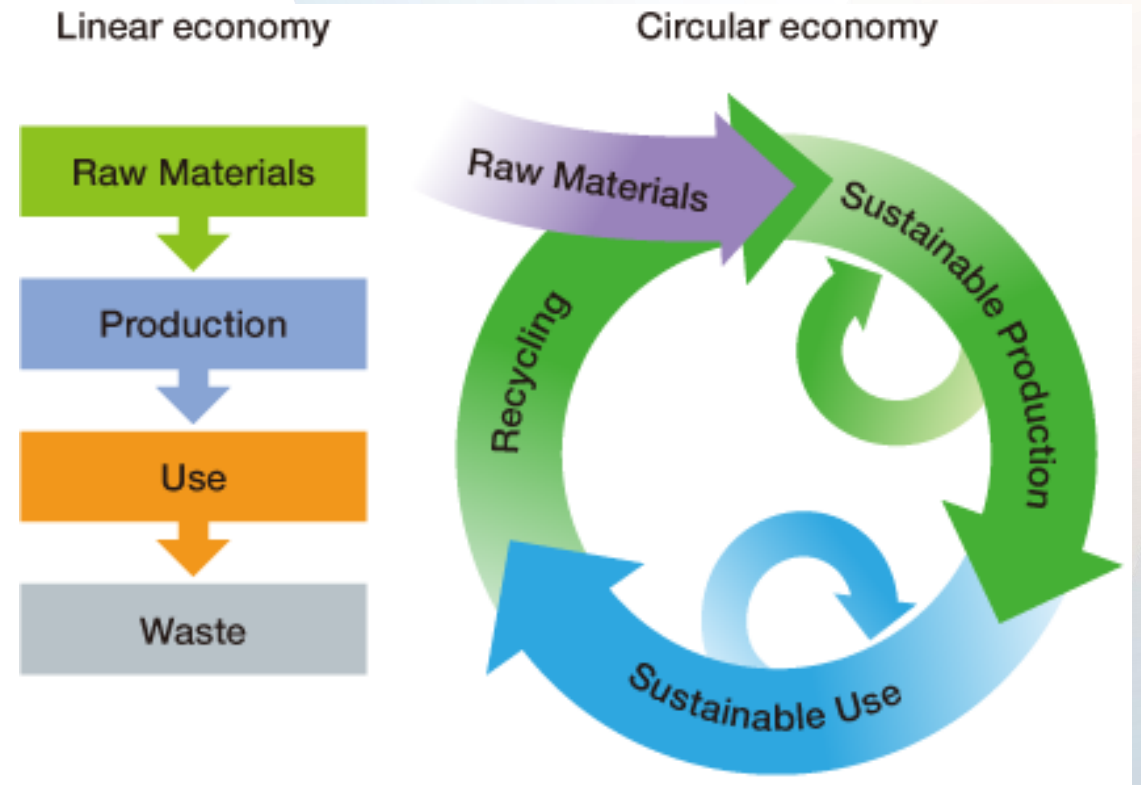 Linear economy
Raw Materials
Production
Use
Waste
Circular economy
Raw Materials
Sustainable Production
Sustainable Use
Recycling